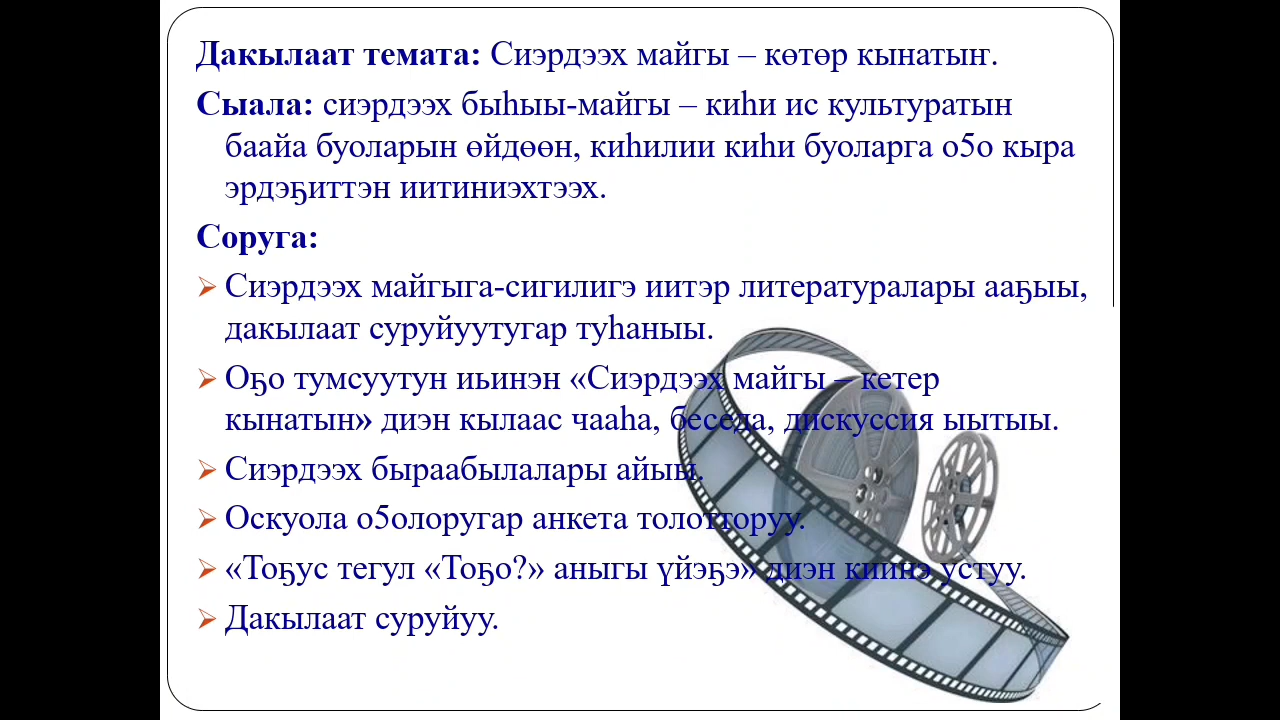 Дакылаат темата: Сиэрдээх майгы – көтөр кынатыҥ.
Сыала: сиэрдээх быһыы-майгы – киһи ис культуратын
баайа буоларын өйдөөн, киһилии киһи буоларга о5о кыра
эрдэҕиттэн иитиниэхтээх.
Соруга:
➢ Сиэрдээх майгыга-сигилигэ иитэр литературалары ааҕыы,
дакылаат суруйуутугар туһаныы.
➢ Оҕо тумсуутун иьинэн «Сиэрдээх майгы – кетер
кынатын» диэн кылаас чааһа, беседа, дискуссия ыытыы.
➢ Сиэрдээх быраабылалары айыы.
➢ Оскуола о5олоругар анкета толотторуу.
➢ «Тоҕус тегул «Тоҕо?» аныгы үйэҕэ» диэн киинэ устуу.
➢ Дакылаат суруйуу.